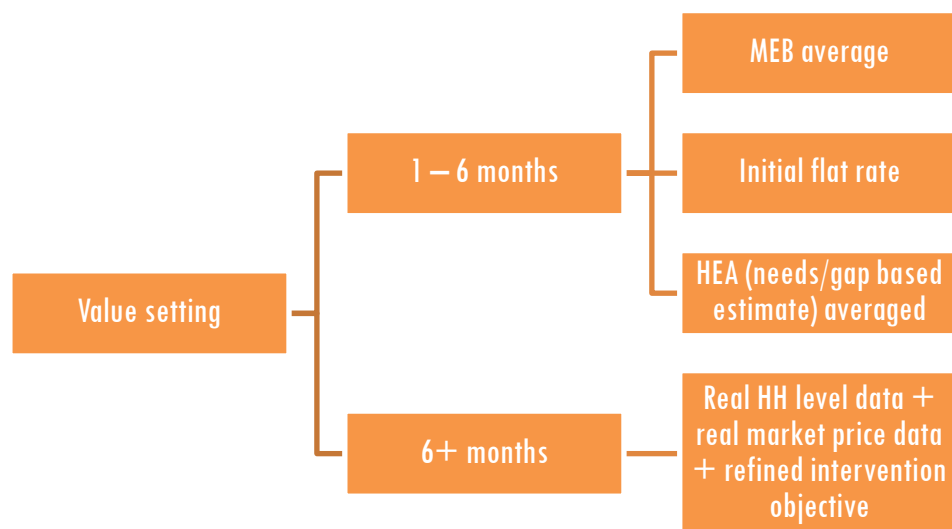 Value setting
1 – 6 months
MEB average
Initial flat rate
HEA (needs/gap based
estimate) averaged
6+ months
Real HH level data +
real market price data
+ refined intervention
objective